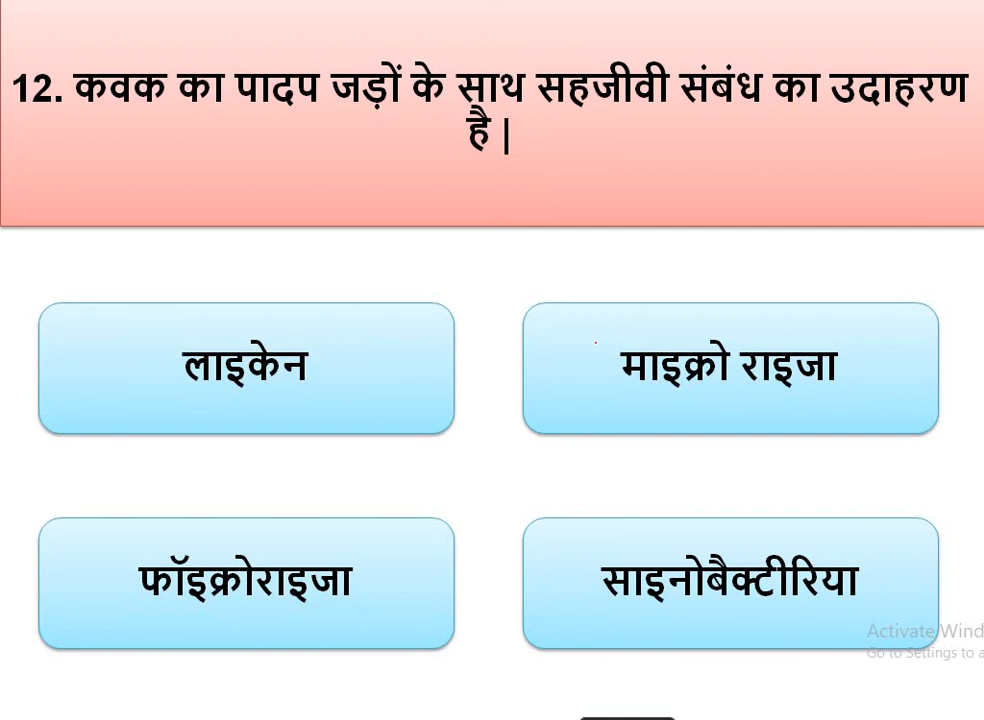 12. कवक का पादप जड़ों के साथ सहजीवी संबंध का उदाहरण
है |
लाइकेन
माइक्रो राइजा
फॉइक्रोराइजा
साइनोबैक्टीरिया
Activate Wind
Go to Settings to a